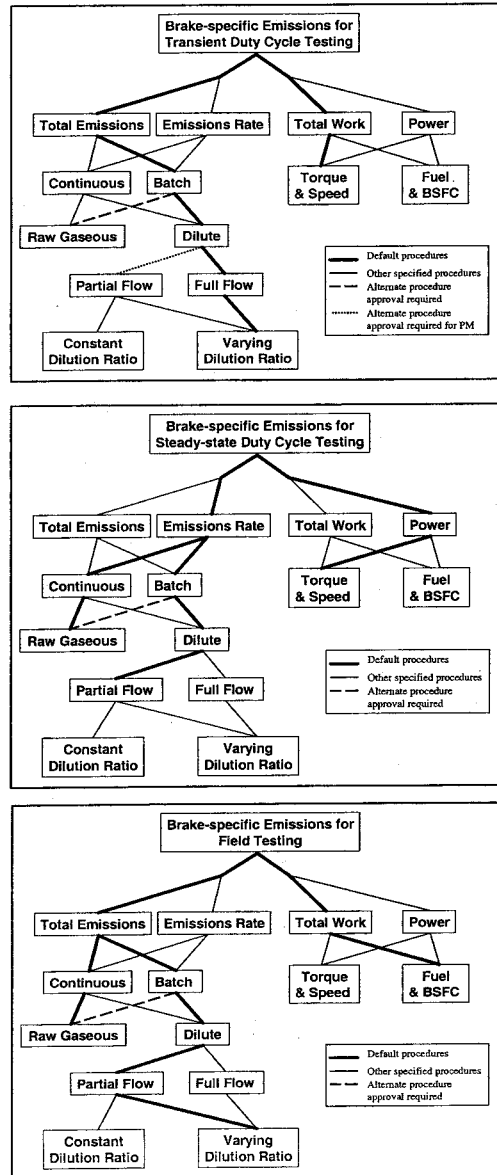 Brake-specific Emissions for
Transient Duty Cycle Testing
Total Emissions
Emissions Rate
Total Work
Power
Continuous
Batch
Torque
& Speed
Fuel
& BSFC
Raw Gaseous
Dilute
Partial Flow
Full Flow
Constant
Dilution Ratio
Varying
Dilution Ratio
Default procedures
Other specified procedures
Alternate procedure
approval required
Alternate procedure
approval required for PM
Brake-specific Emissions for
Steady-state Duty Cycle Testing
Total Emissions
Emissions Rate
Total Work
Power
Continuous
Batch
Torque
& Speed
Fuel
& BSFC
Raw Gaseous
Dilute
Partial Flow
Full Flow
Constant
Dilution Ratio
Varying
Dilution Ratio
Default procedures
Other specified procedures
Alternate procedure
approval required
Brake-specific Emissions for
Field Testing
Total Emissions
Emissions Rate
Total Work
Power
Continuous
Batch
Torque
& Speed
Fuel
& BSFC
Raw Gaseous
Dilute
Partial Flow
Full Flow
Constant
Dilution Ratio
Varying
Dilution Ratio
Default procedures
Other specified procedures
Alternate procedure
approval required